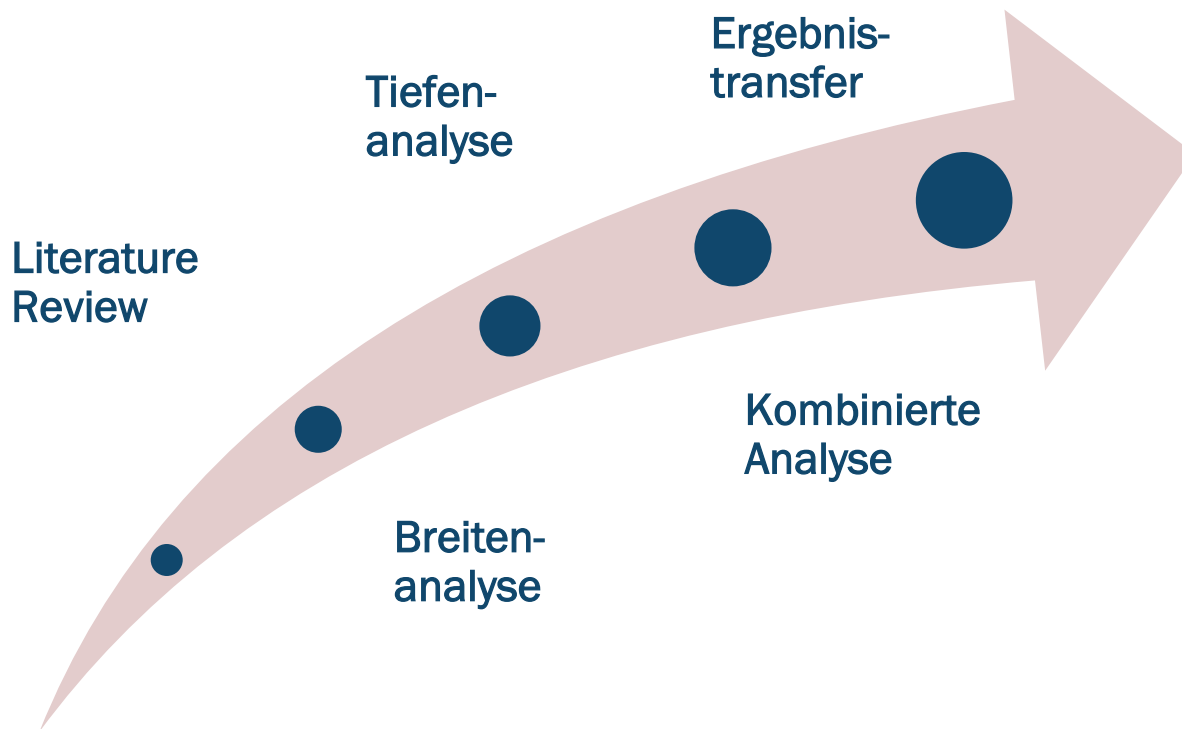 Ergebnis-
transfer
Tiefen-
analyse
Literature
Review
Kombinierte
Analyse
Breiten-
analyse